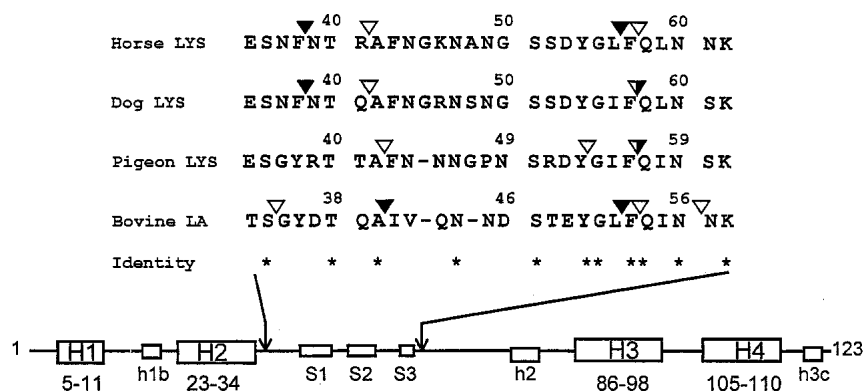 40 50 60
Horse LYS ESNFNT RAFNGKNANG SSDYGLFQLN NK
40 50 60
Dog LYS ESNFNT QAFNGRNSNG SSDYGIFQLN SK
40 49 59
Pigeon LYS ESGYRT TAFN-NNGPN SRDYGIFQIN SK
38 46 56
Bovine LA TSGYDT QAIV-QN-ND STEYGLFQIN NK
Identity * * * * * ** ** * *
1 H1 h1b H2 S1 S2 S3 h2 H3 H4 h3c 123
5-11 23-34 86-98 105-110